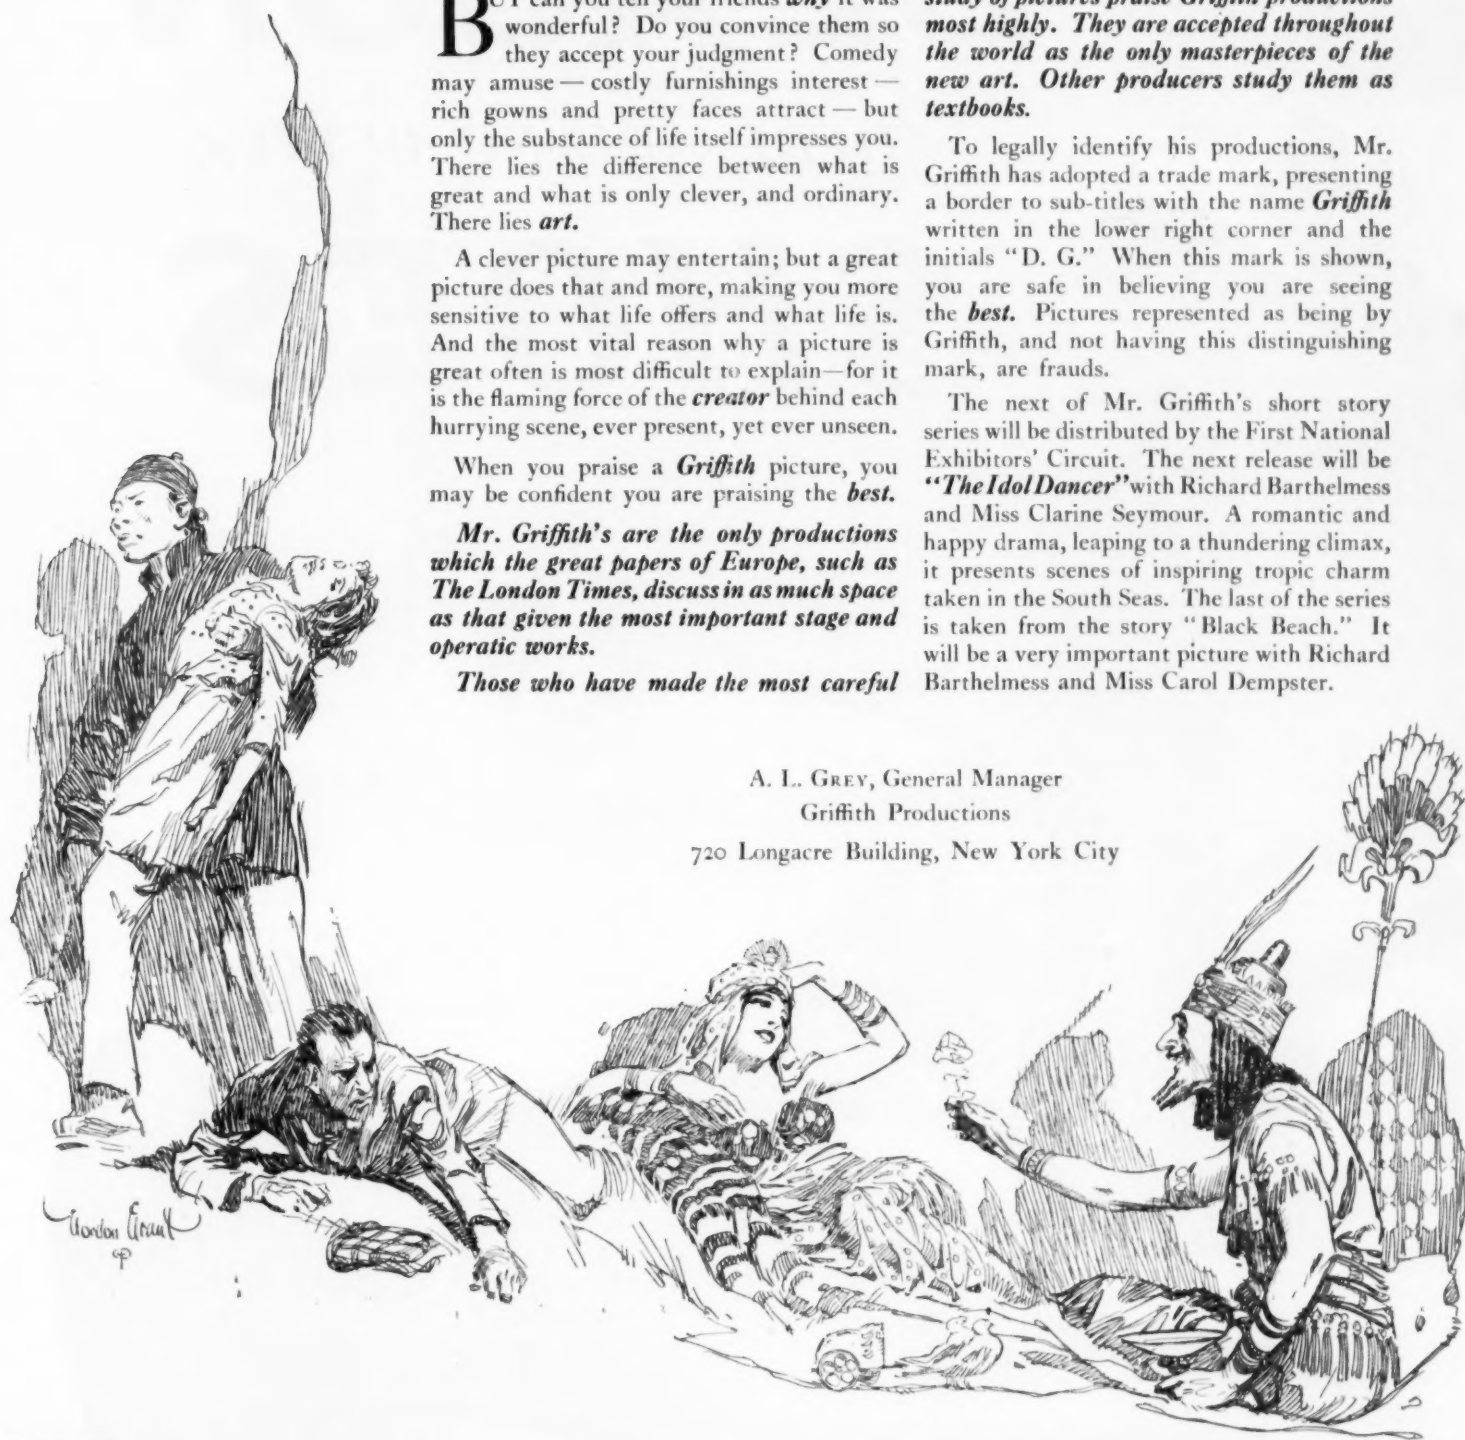 BUT can you tell your friends why it was
wonderful? Do you convince them so
they accept your judgment? Comedy
may amuse — costly furnishings interest —
rich gowns and pretty faces attract — but
only the substance of life itself impresses you.
There lies the difference between what is
great and what is only clever, and ordinary.
There lies art.
A clever picture may entertain; but a great
picture does that and more, making you more
sensitive to what life offers and what life is.
And the most vital reason why a picture is
great often is most difficult to explain—for it
is the flaming force of the creator behind each
hurrying scene, ever present, yet ever unseen.
When you praise a Griffith picture, you
may be confident you are praising the best.
Mr. Griffith's are the only productions
which the great papers of Europe, such as
The London Times, discuss in as much space
as that given the most important stage and
operatic works.
Those who have made the most careful
study of pictures praise Griffith productions
most highly. They are accepted throughout
the world as the only masterpieces of the
new art. Other producers study them as
textbooks.
To legally identify his productions, Mr.
Griffith has adopted a trade mark, presenting
a border to sub-titles with the name Griffith
written in the lower right corner and the
initials "D. G." When this mark is shown,
you are safe in believing you are seeing
the best. Pictures represented as being by
Griffith, and not having this distinguishing
mark, are frauds.
The next of Mr. Griffith's short story
series will be distributed by the First National
Exhibitors' Circuit. The next release will be
"The Idol Dancer" with Richard Barthelmess
and Miss Clarine Seymour. A romantic and
happy drama, leaping to a thundering climax,
it presents scenes of inspiring tropic charm
taken in the South Seas. The last of the series
is taken from the story "Black Beach." It
will be a very important picture with Richard
Barthelmess and Miss Carol Dempster.
A. L. GREY, General Manager
Griffith Productions
720 Longacre Building, New York City
Gordon Grant